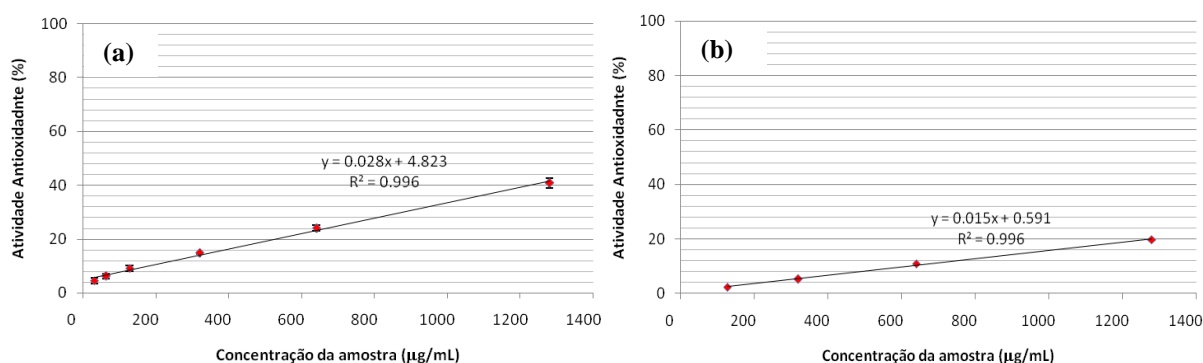 (a)
Atividade Antioxidadnte (%)
100
80
60
40
20
0
y = 0.028x + 4.823
R² = 0.996
0 200 400 600 800 1000 1200 1400
Concentração da amostra (µg/mL)
(b)
Atividade Antioxidadnte (%)
100
80
60
40
20
0
y = 0.015x + 0.591
R² = 0.996
0 200 400 600 800 1000 1200 1400
Concentração da amostra (µg/mL)